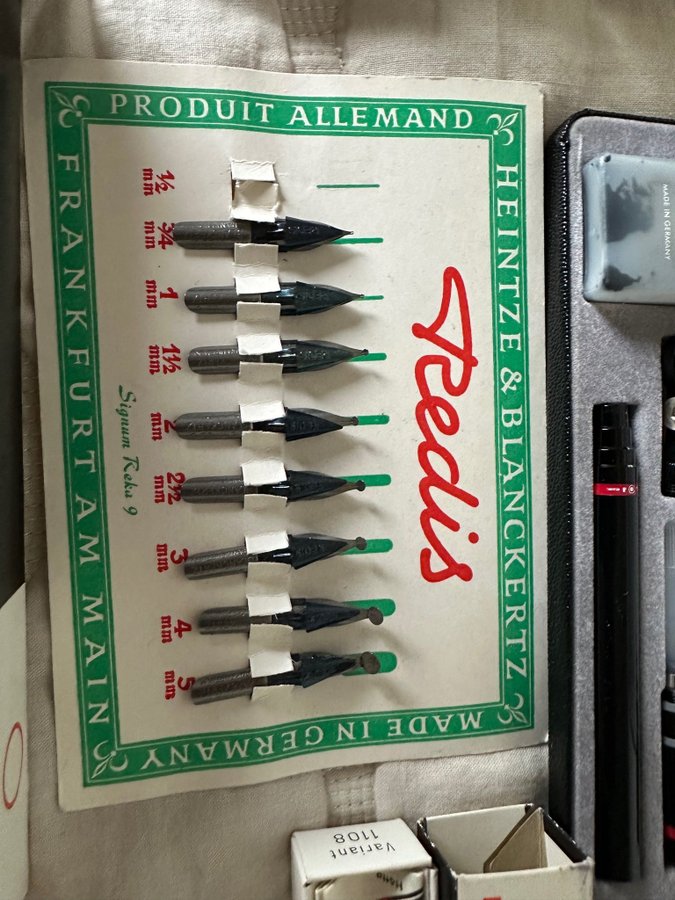 PRODUIT ALLEMAND
HEINTZE & BLANCKERTZ
MADE IN GERMANY
FRANKFURT AM MAIN
Redis
½ mm
¾ mm
1 mm
1½ mm
2 mm
2½ mm
3 mm
4 mm
5 mm
Signum Reku 9
MADE IN GERMANY
Variant
1108